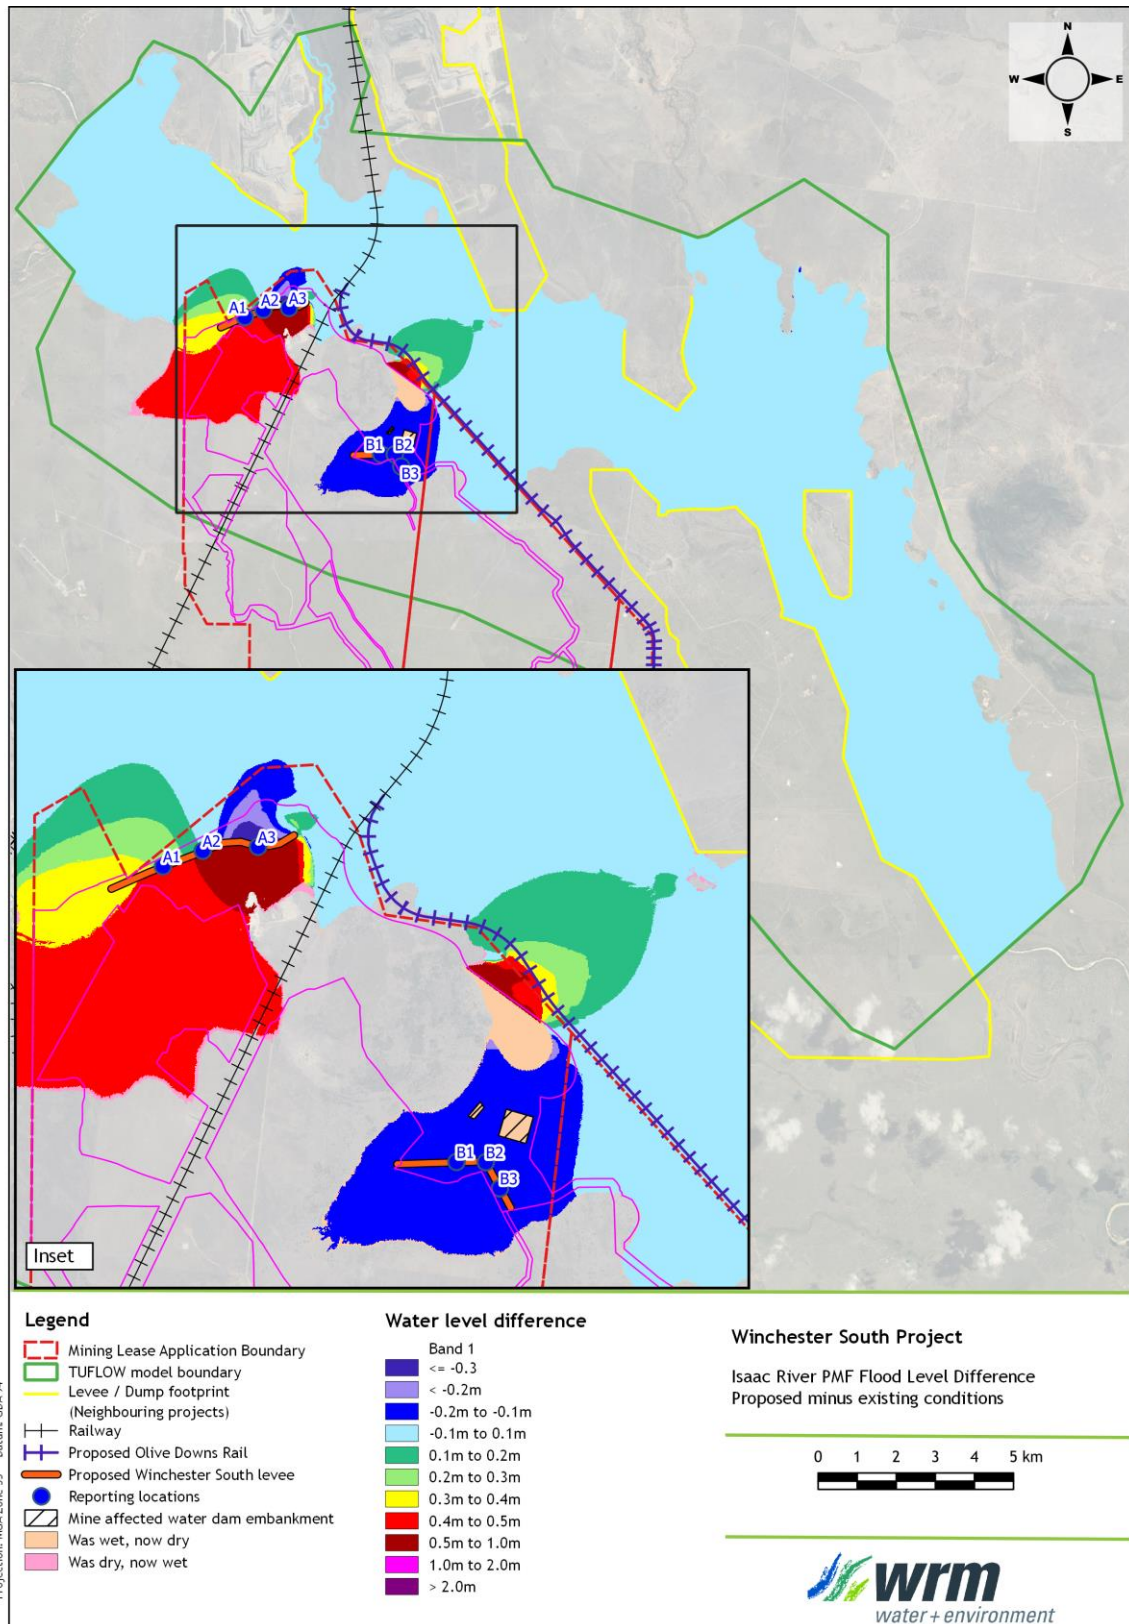 N
W E
S
A1 A2 A3
B1 B2
B3
A1 A2 A3
B1 B2
B3
Inset
Legend
Mining Lease Application Boundary
TUFLOW model boundary
Levee / Dump footprint
(Neighbouring projects)
Railway
Proposed Olive Downs Rail
Proposed Winchester South levee
Reporting locations
Mine affected water dam embankment
Was wet, now dry
Was dry, now wet
Water level difference
Band 1
<= -0.3
< -0.2m
-0.2m to -0.1m
-0.1m to 0.1m
0.1m to 0.2m
0.2m to 0.3m
0.3m to 0.4m
0.4m to 0.5m
0.5m to 1.0m
1.0m to 2.0m
> 2.0m
Winchester South Project
Isaac River PMF Flood Level Difference
Proposed minus existing conditions
0 1 2 3 4 5 km
wrm
water + environment